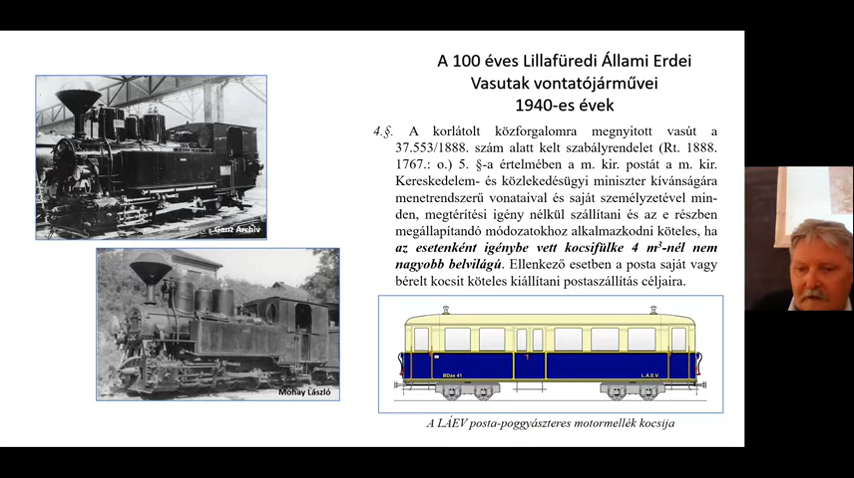 A 100 éves Lillafüredi Állami Erdei
Vasutak vontatójárművei
1940-es évek
4.§. A korlátolt közforgalomra megnyitott vasút a
37.553/1888. szám alatt kelt szabályrendelet (Rt. 1888.
1767.: o.) 5. §-a értelmében a m. kir. postát a m. kir.
Kereskedelem- és közlekedésügyi miniszter kívánságára
menetrendszerű vonataival és saját személyzetével min-
den, megtérítési igény nélkül szállítani és az e részben
megállapítandó módozatokhoz alkalmazkodni köteles, ha
az esetenként igénybe vett kocsifülke 4 m³-nél nem
nagyobb belvilágú. Ellenkező esetben a posta saját vagy
bérelt kocsit köteles kiállítani postaszállítás céljaira.
Ganz Archív
Mohay László
BDax 41
L.Á.E.V.
A LÁEV posta-poggyászteres motormellék kocsija